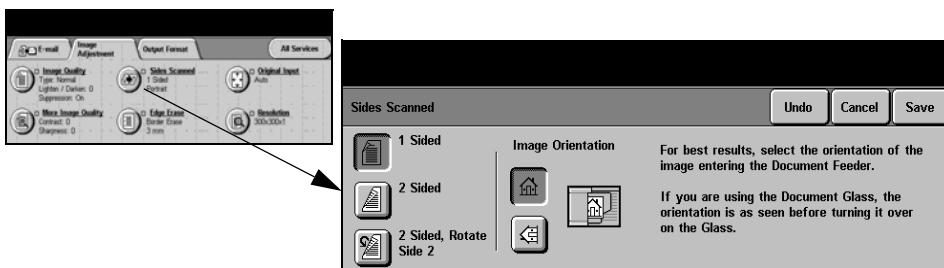 E-mail
Image Adjustment
Output Format
All Services
Image Quality
Type: Normal
Lighten / Darken: 0
Suppression: On
Sides Scanned
1 Sided
Portrait
Original Input
Auto
More Image Quality
Contrast: 0
Sharpness: 0
Edge Erase
Border Erase
3 mm
Resolution
300x300x1
Sides Scanned
Undo
Cancel
Save
1 Sided
2 Sided
2 Sided, Rotate
Side 2
Image Orientation
For best results, select the orientation of the
image entering the Document Feeder.
If you are using the Document Glass, the
orientation is as seen before turning it over
on the Glass.